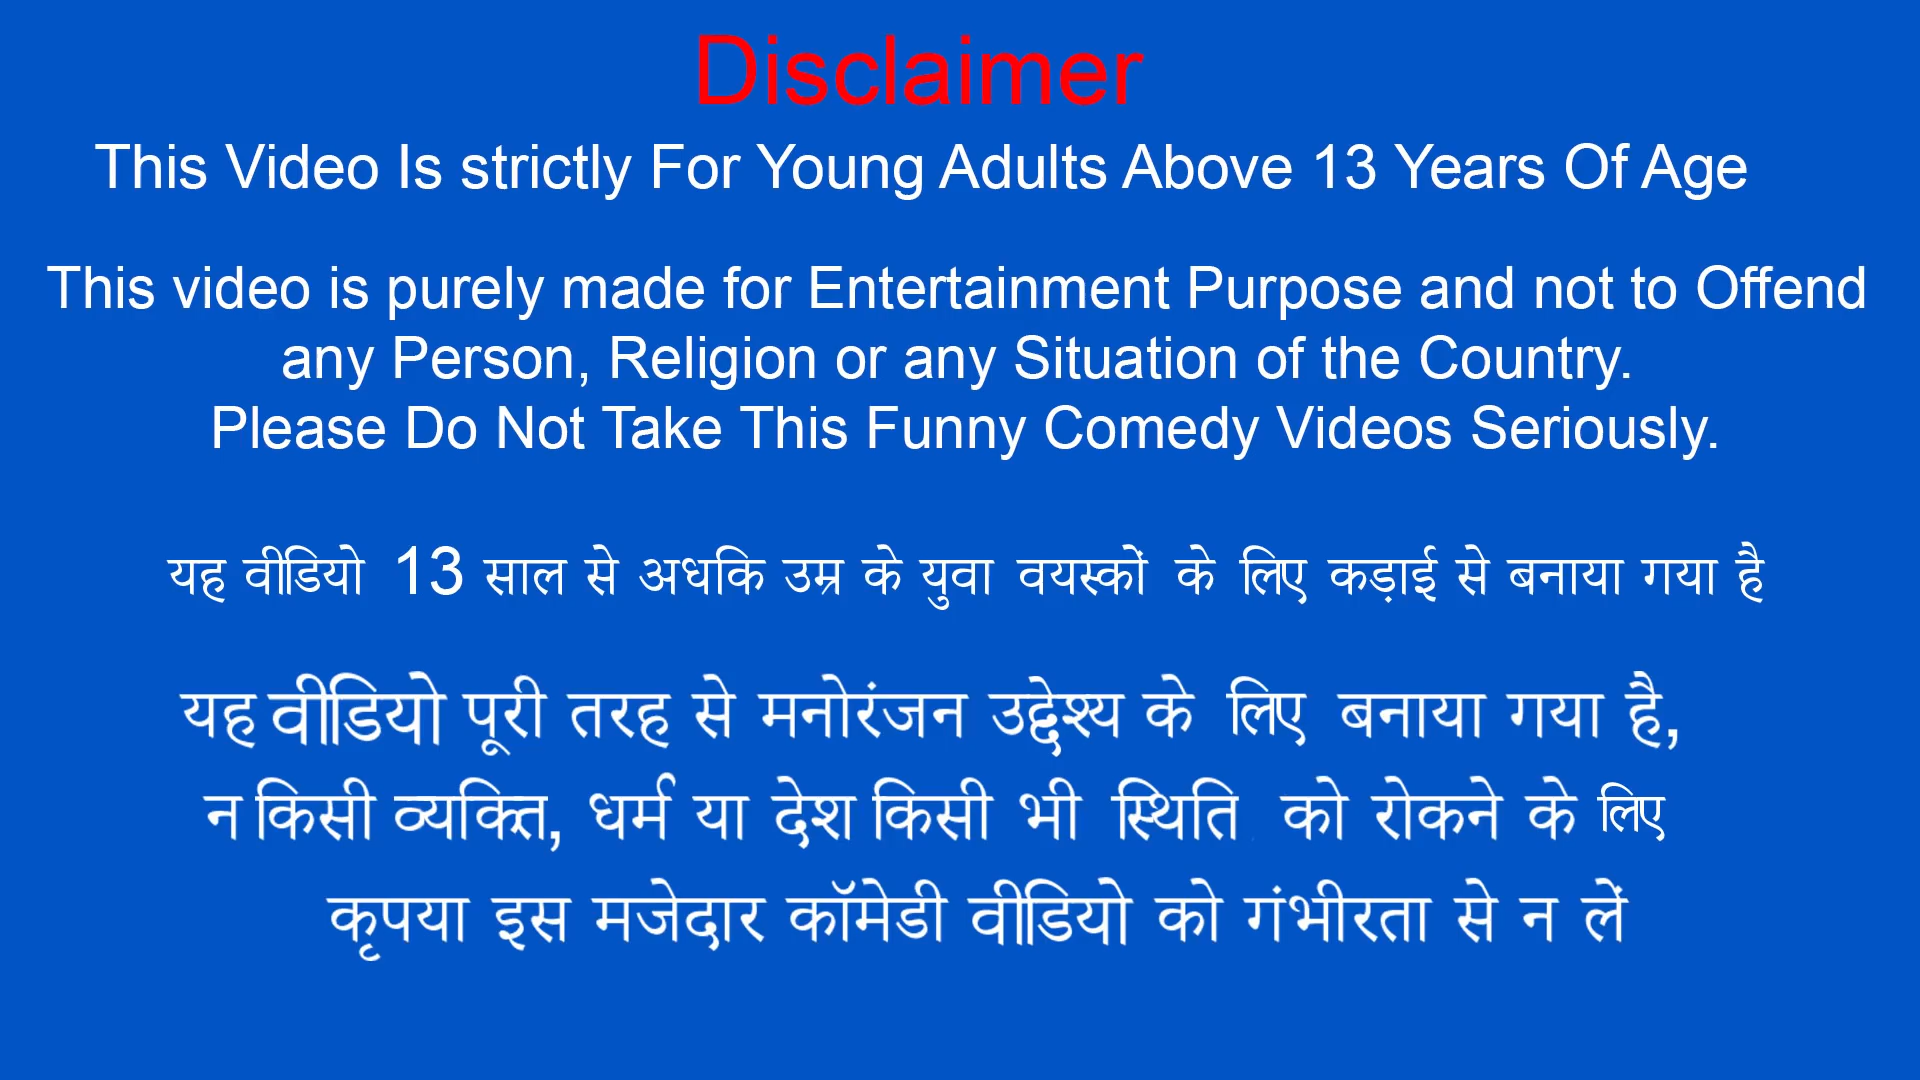 Disclaimer
This Video Is strictly For Young Adults Above 13 Years Of Age
This video is purely made for Entertainment Purpose and not to Offend
any Person, Religion or any Situation of the Country.
Please Do Not Take This Funny Comedy Videos Seriously.
यह वीडियो 13 साल से अधकि उम्र के युवा वयस्कों के लिए कड़ाई से बनाया गया है
यह वीडियो पूरी तरह से मनोरंजन उद्देश्य के लिए बनाया गया है,
न किसी व्यक्ति, धर्म या देश किसी भी स्थिति को रोकने के लिए
कृपया इस मजेदार कॉमेडी वीडियो को गंभीरता से न लें